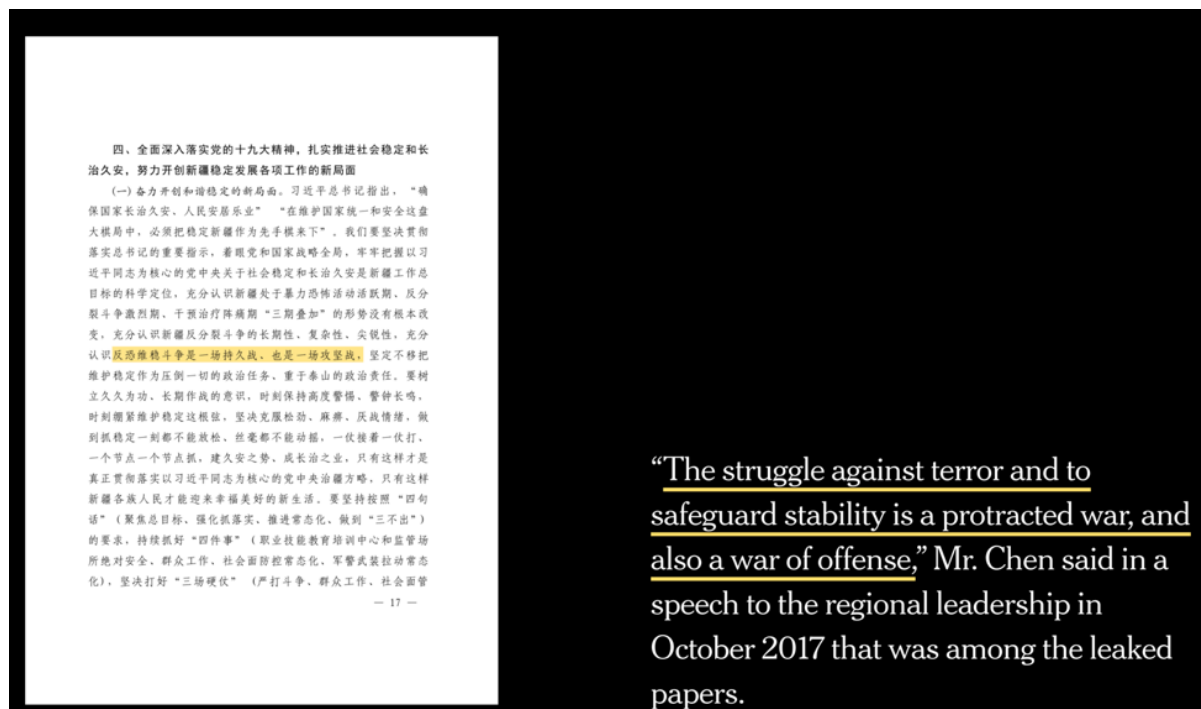 四、全面深入落实党的十九大精神，扎实推进社会稳定和长
治久安，努力开创新疆稳定发展各项工作的新局面
(一) 奋力开创和谐稳定的新局面。习近平总书记指出，“确
保国家长治久安、人民安居乐业” “在维护国家统一和安全这盘
大棋局中，必须把稳定新疆作为先手棋来下”。我们要坚决贯彻
落实总书记的重要指示，着眼党和国家战略全局，牢牢把握以习
近平同志为核心的党中央关于社会稳定和长治久安是新疆工作总
目标的科学定位，充分认识新疆处于暴力恐怖活动活跃期、反分
裂斗争激烈期、干预治疗阵痛期“三期叠加”的形势没有根本改
变，充分认识新疆反分裂斗争的长期性、复杂性、尖锐性，充分
认识反恐维稳斗争是一场持久战、也是一场攻坚战，坚定不移把
维护稳定作为压倒一切的政治任务、重于泰山的政治责任。要树
立久久为功、长期作战的意识，时刻保持高度警惕、警钟长鸣，
时刻绷紧维护稳定这根弦，坚决克服松劲、麻痹、厌战情绪，做
到抓稳定一刻都不能放松、丝毫都不能动摇，一仗接着一仗打、
一个节点一个节点抓，建久安之势、成长治之业，只有这样才是
真正贯彻落实以习近平同志为核心的党中央治疆方略，只有这样
新疆各族人民才能迎来幸福美好的新生活。要坚持按照“四句
话”（聚焦总目标、强化抓落实、推进常态化、做到“三不出”）
的要求，持续抓好“四件事”（职业技能教育培训中心和监管场
所绝对安全、群众工作、社会面防控常态化、军警武装拉动常态
化），坚决打好“三场硬仗”（严打斗争、群众工作、社会面管
— 17 —
“The struggle against terror and to
safeguard stability is a protracted war, and
also a war of offense,” Mr. Chen said in a
speech to the regional leadership in
October 2017 that was among the leaked
papers.